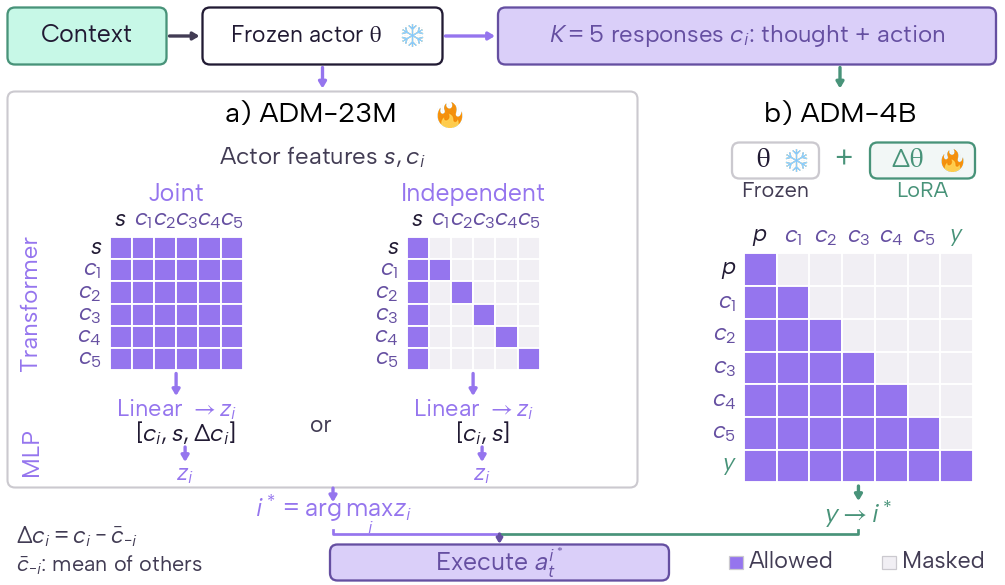 Context
Frozen actor θ
K = 5 responses cᵢ: thought + action
a) ADM-23M
Actor features s, cᵢ
Joint
s c₁ c₂ c₃ c₄ c₅
Transformer
s
c₁
c₂
c₃
c₄
c₅
Linear → zᵢ
MLP
[cᵢ, s, Δcᵢ]
zᵢ
or
Independent
s c₁ c₂ c₃ c₄ c₅
s
c₁
c₂
c₃
c₄
c₅
Linear → zᵢ
[cᵢ, s]
zᵢ
b) ADM-4B
θ
+
Δθ
Frozen
LoRA
p c₁ c₂ c₃ c₄ c₅ y
p
c₁
c₂
c₃
c₄
c₅
y
i* = arg maxᵢ zᵢ
y → i*
Δcᵢ = cᵢ - c̄₋ᵢ
c̄₋ᵢ: mean of others
Execute aₜ^{i*}
Allowed
Masked